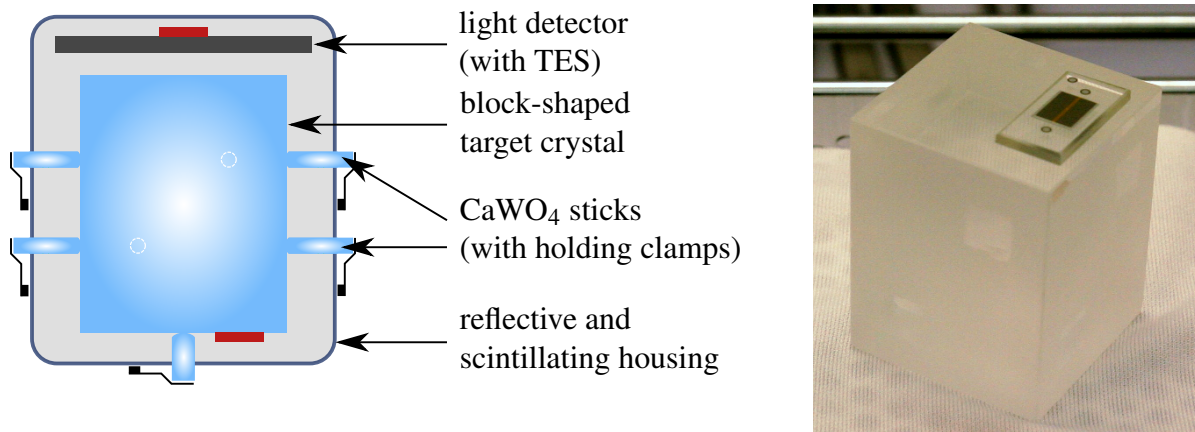 light detector
(with TES)
block-shaped
target crystal
CaWO₄ sticks
(with holding clamps)
reflective and
scintillating housing